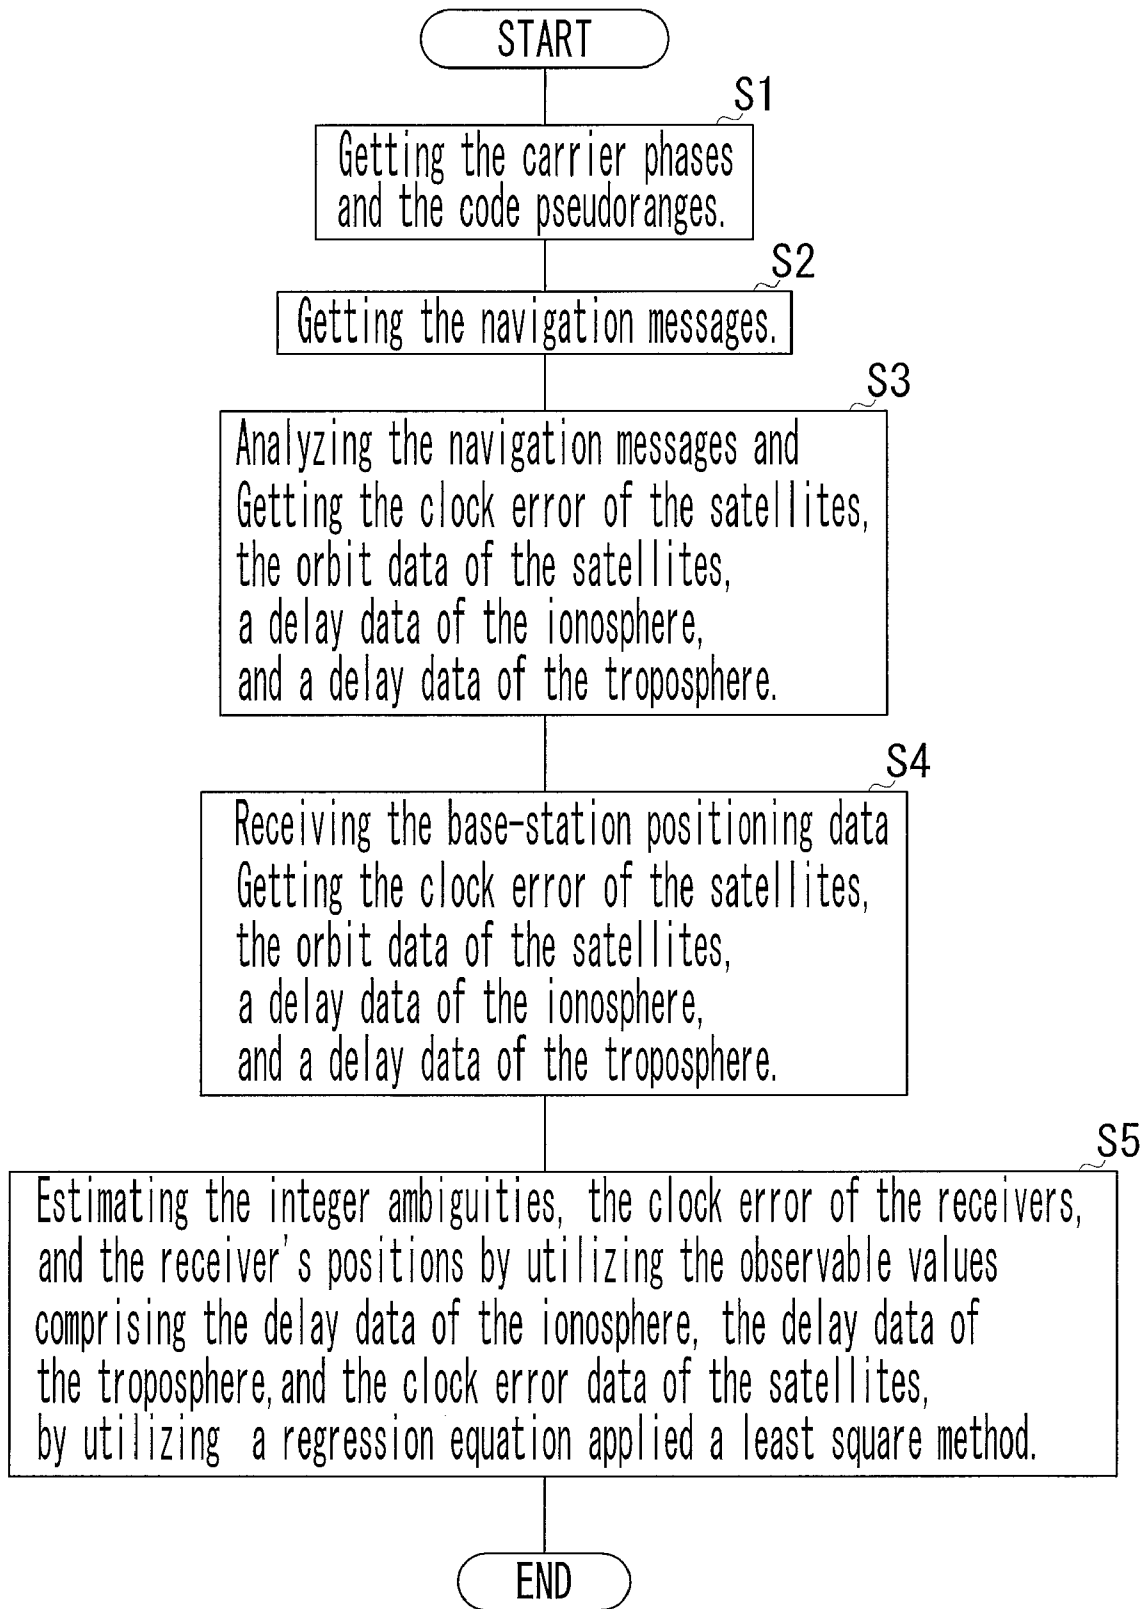 START
S1
Getting the carrier phases
and the code pseudoranges.
S2
Getting the navigation messages.
S3
Analyzing the navigation messages and
Getting the clock error of the satellites,
the orbit data of the satellites,
a delay data of the ionosphere,
and a delay data of the troposphere.
S4
Receiving the base-station positioning data
Getting the clock error of the satellites,
the orbit data of the satellites,
a delay data of the ionosphere,
and a delay data of the troposphere.
S5
Estimating the integer ambiguities, the clock error of the receivers,
and the receiver's positions by utilizing the observable values
comprising the delay data of the ionosphere, the delay data of
the troposphere, and the clock error data of the satellites,
by utilizing a regression equation applied a least square method.
END